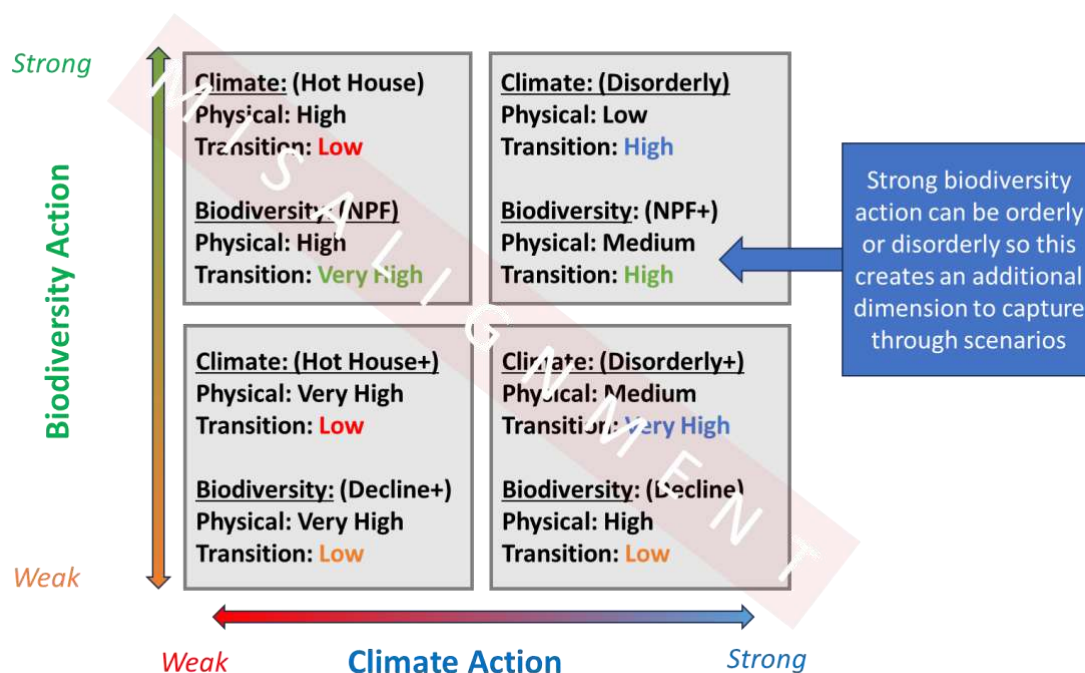 Strong
Biodiversity Action
Weak
Climate: (Hot House)
Physical: High
Transition: Low
Biodiversity: (NPF)
Physical: High
Transition: Very High
Climate: (Disorderly)
Physical: Low
Transition: High
Biodiversity: (NPF+)
Physical: Medium
Transition: High
Strong biodiversity
action can be orderly
or disorderly so this
creates an additional
dimension to capture
through scenarios
Climate: (Hot House+)
Physical: Very High
Transition: Low
Biodiversity: (Decline+)
Physical: Very High
Transition: Low
Climate: (Disorderly+)
Physical: Medium
Transition: Very High
Biodiversity: (Decline)
Physical: High
Transition: Low
MISALIGNMENT
Weak
Climate Action
Strong